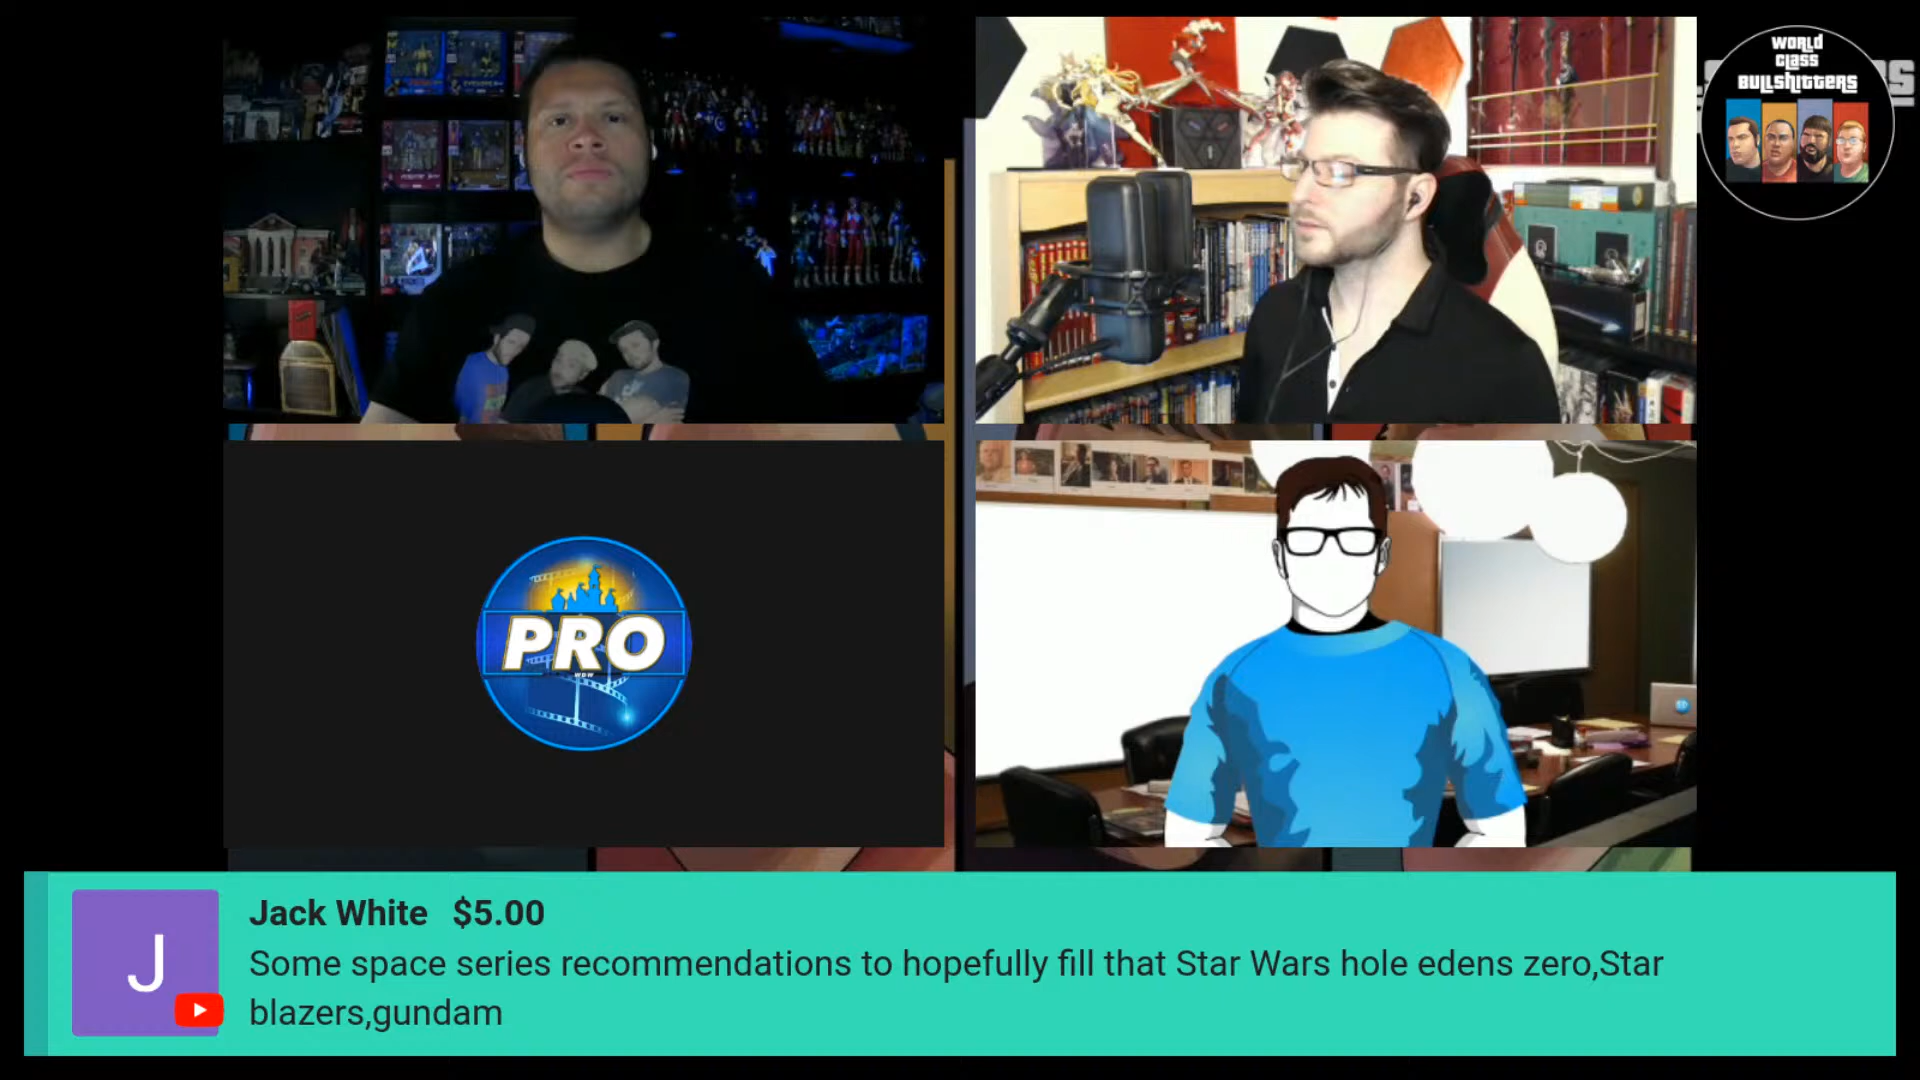 WORLD
CLASS
BULLSHITTERS
PRO
WDW
J
Jack White $5.00
Some space series recommendations to hopefully fill that Star Wars hole edens zero,Star
blazers,gundam